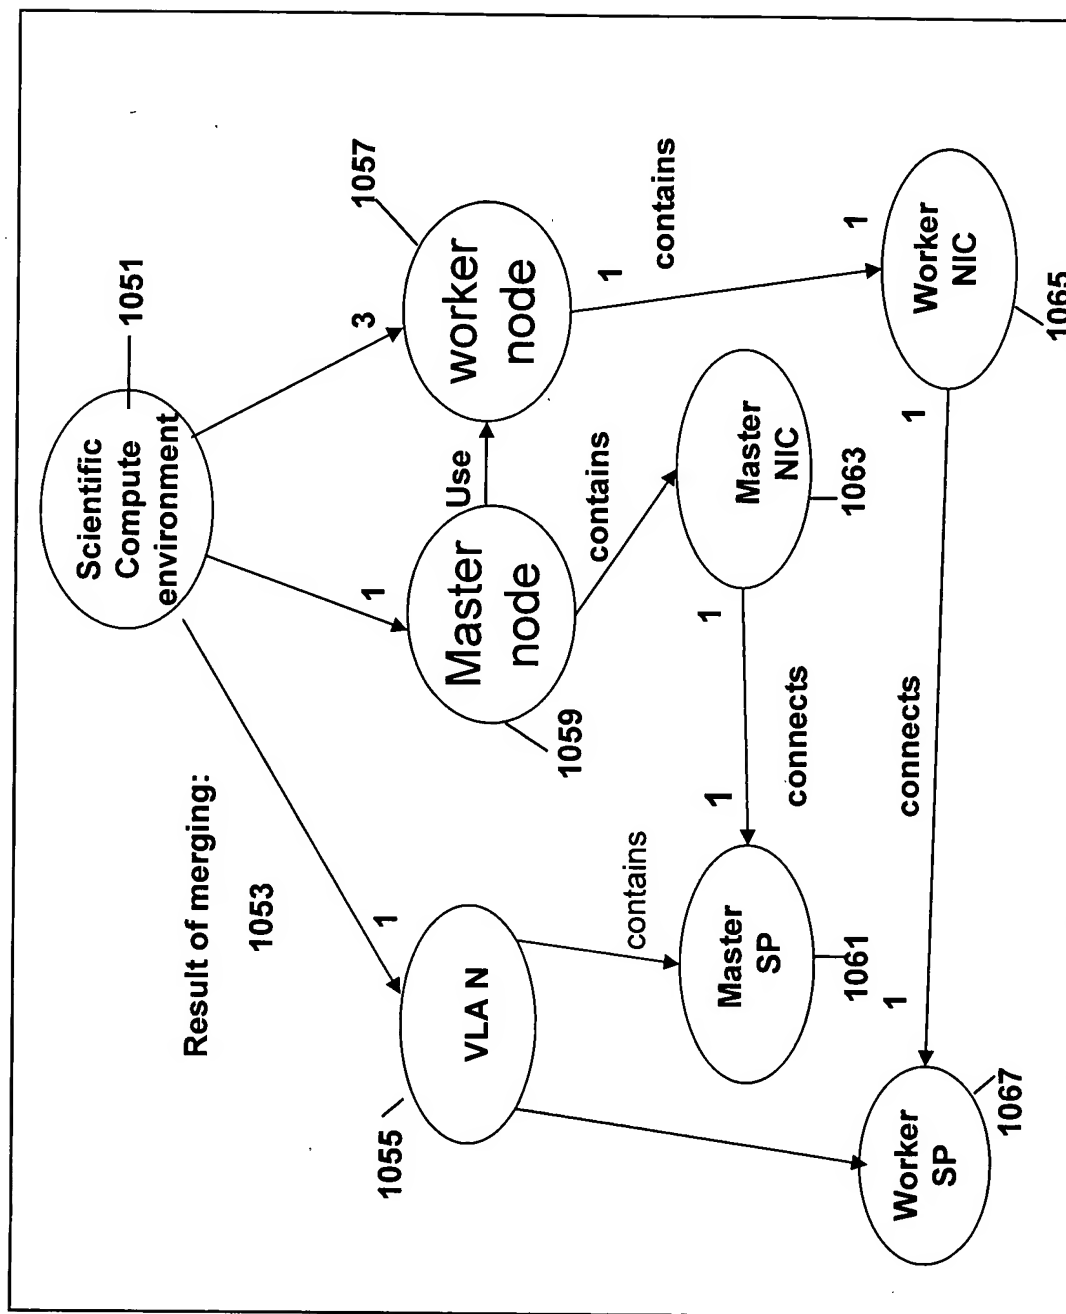 Scientific
Compute
environment
1051
Result of merging:
1053
1
1
3
1055
VLA N
1059
Master
node
Use
worker
node
1057
contains
contains
1
contains
Master
SP
1061
1
connects
1
Master
NIC
1063
Worker
SP
1067
1
connects
1
1
Worker
NIC
1065